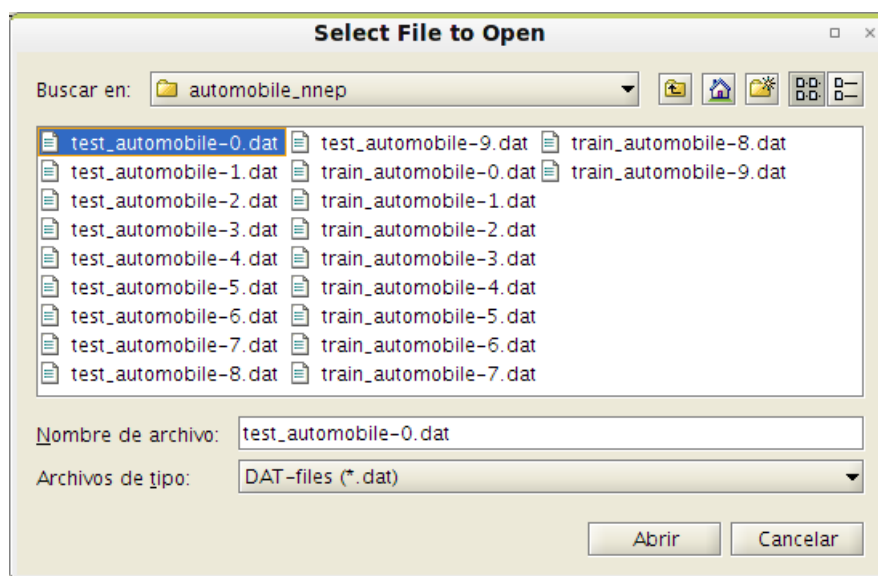 Select File to Open
Buscar en: automobile_nnep
test_automobile-0.dat test_automobile-9.dat train_automobile-8.dat
test_automobile-1.dat train_automobile-0.dat train_automobile-9.dat
test_automobile-2.dat train_automobile-1.dat
test_automobile-3.dat train_automobile-2.dat
test_automobile-4.dat train_automobile-3.dat
test_automobile-5.dat train_automobile-4.dat
test_automobile-6.dat train_automobile-5.dat
test_automobile-7.dat train_automobile-6.dat
test_automobile-8.dat train_automobile-7.dat
Nombre de archivo: test_automobile-0.dat
Archivos de tipo: DAT-files (*.dat)
Abrir Cancelar